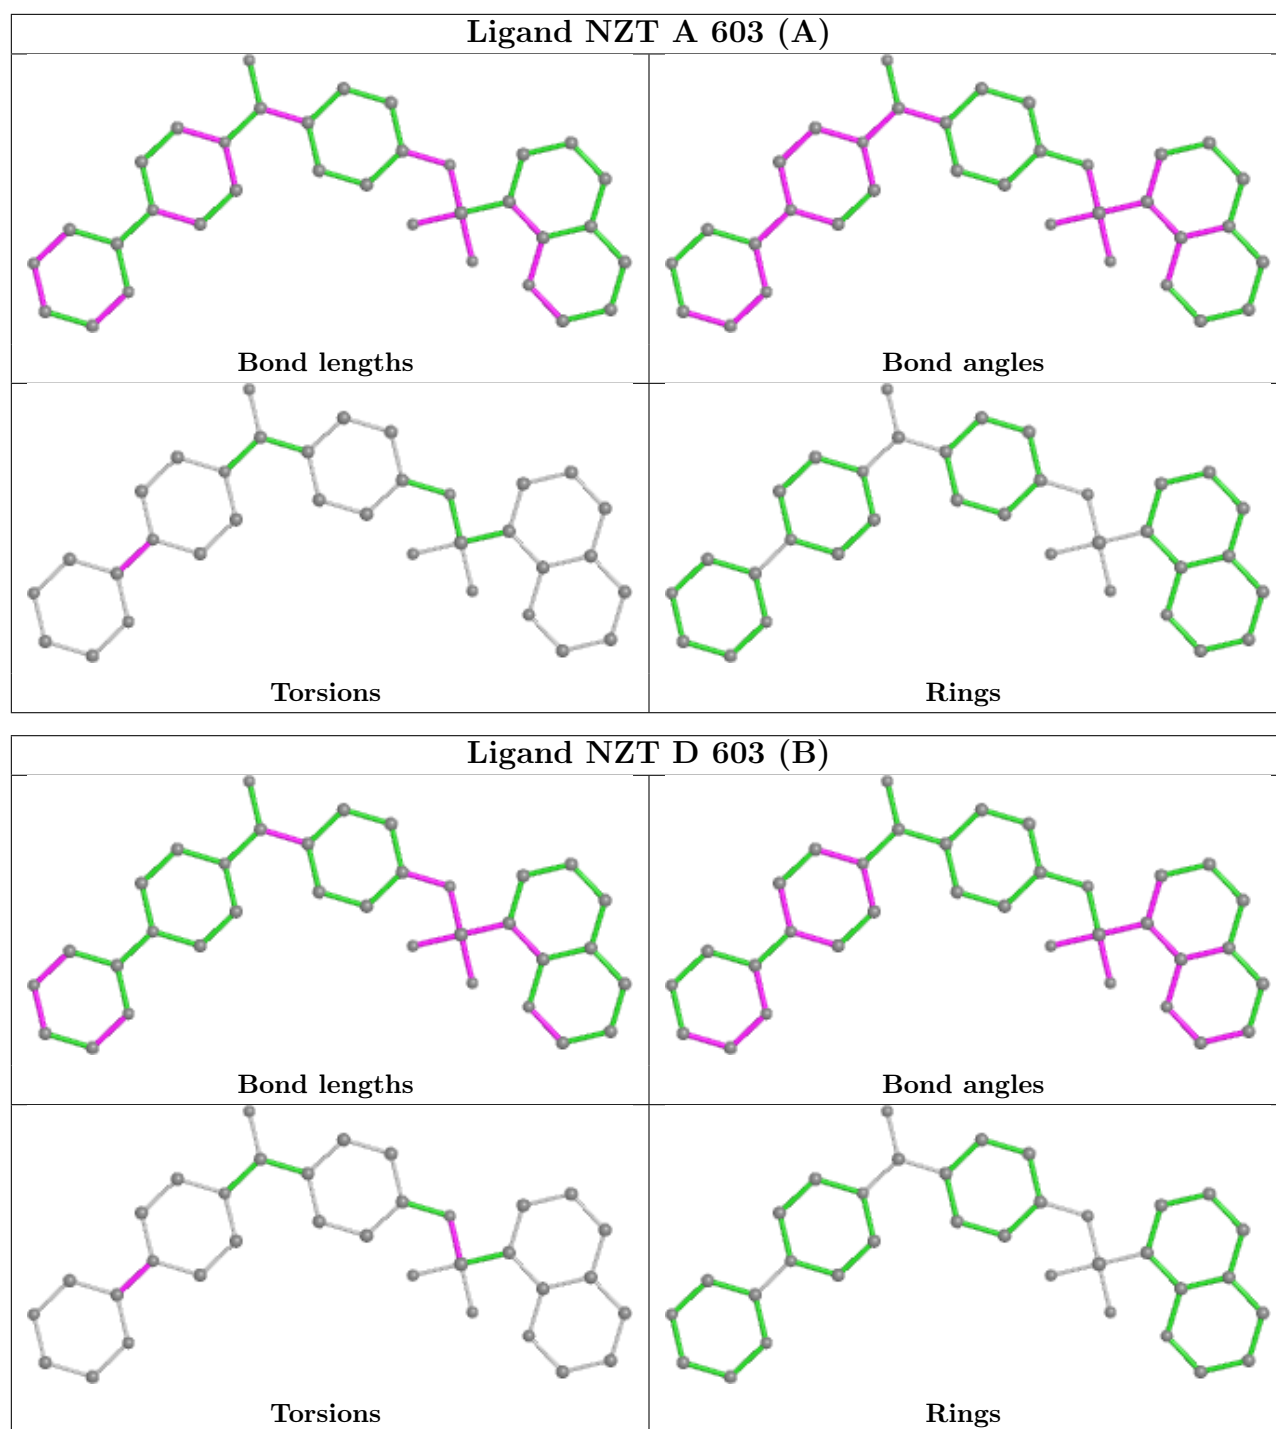 Ligand NZT A 603 (A)
Bond lengths
Bond angles
Torsions
Rings
Ligand NZT D 603 (B)
Bond lengths
Bond angles
Torsions
Rings